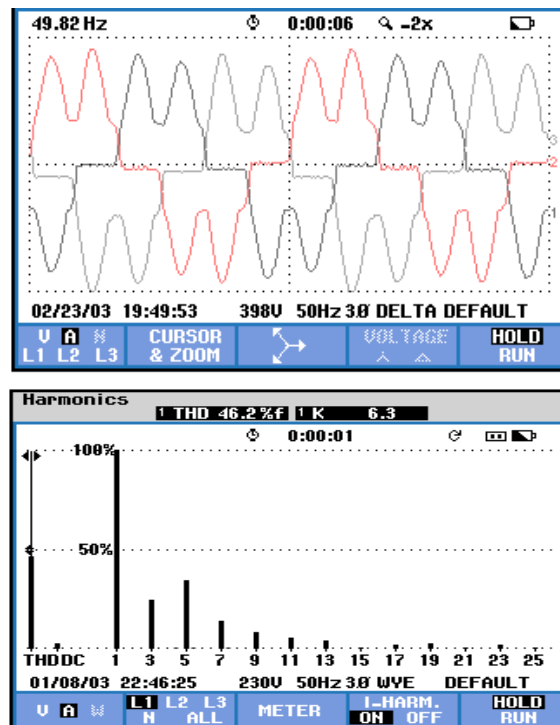 49.82 Hz 0:00:06 -2x
3
2
1
02/23/03 19:49:53 398V 50Hz 3Ø DELTA DEFAULT
V A W CURSOR VOLTAGE HOLD
L1 L2 L3 & ZOOM RUN
Harmonics
1 THD 46.2%f 1 K 6.3
0:00:01
100%
50%
THDDC 1 3 5 7 9 11 13 15 17 19 21 23 25
01/08/03 22:46:25 230V 50Hz 3Ø WYE DEFAULT
V A W L1 L2 L3 METER I-HARM. HOLD
N ALL ON OFF RUN